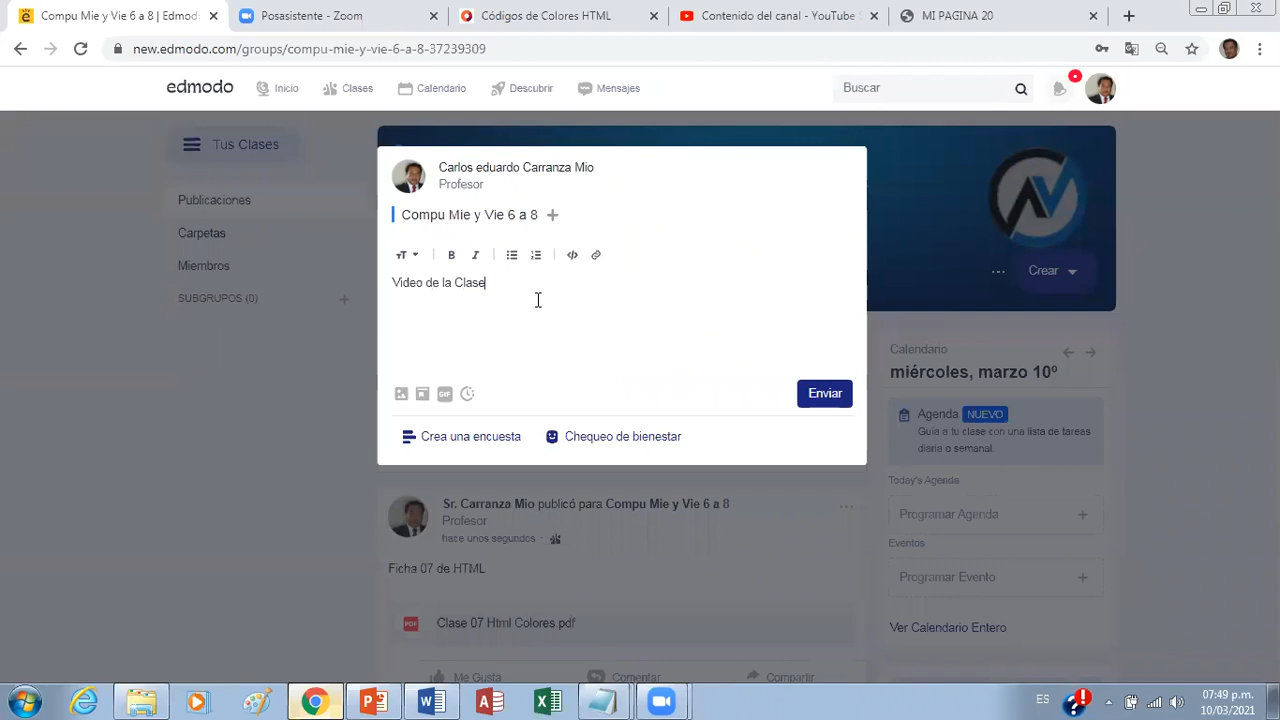 Compu Mie y Vie 6 a 8 | Edmod
Posasistente - Zoom
Códigos de Colores HTML
Contenido del canal - YouTube
MI PAGINA 20
new.edmodo.com/groups/compu-mie-y-vie-6-a-8-37239309
edmodo
Inicio
Clases
Calendario
Descubrir
Mensajes
Buscar
Tus Clases
Publicaciones
Carpetas
Miembros
SUBGRUPOS (0)
Carlos eduardo Carranza Mio
Profesor
Compu Mie y Vie 6 a 8
Video de la Clase
GIF
Enviar
Crea una encuesta
Chequeo de bienestar
Crear
Calendario
miércoles, marzo 10º
Agenda NUEVO
Guia a tu clase con una lista de tareas
diaria o semanal.
Today's Agenda
Programar Agenda
Eventos
Programar Evento
Ver Calendario Entero
Sr. Carranza Mio publicó para Compu Mie y Vie 6 a 8
Profesor
hace unos segundos
Ficha 07 de HTML
PDF
Clase 07 Html Colores.pdf
Me Gusta
Comentar
Compartir
ES
07:49 p.m.
10/03/2021